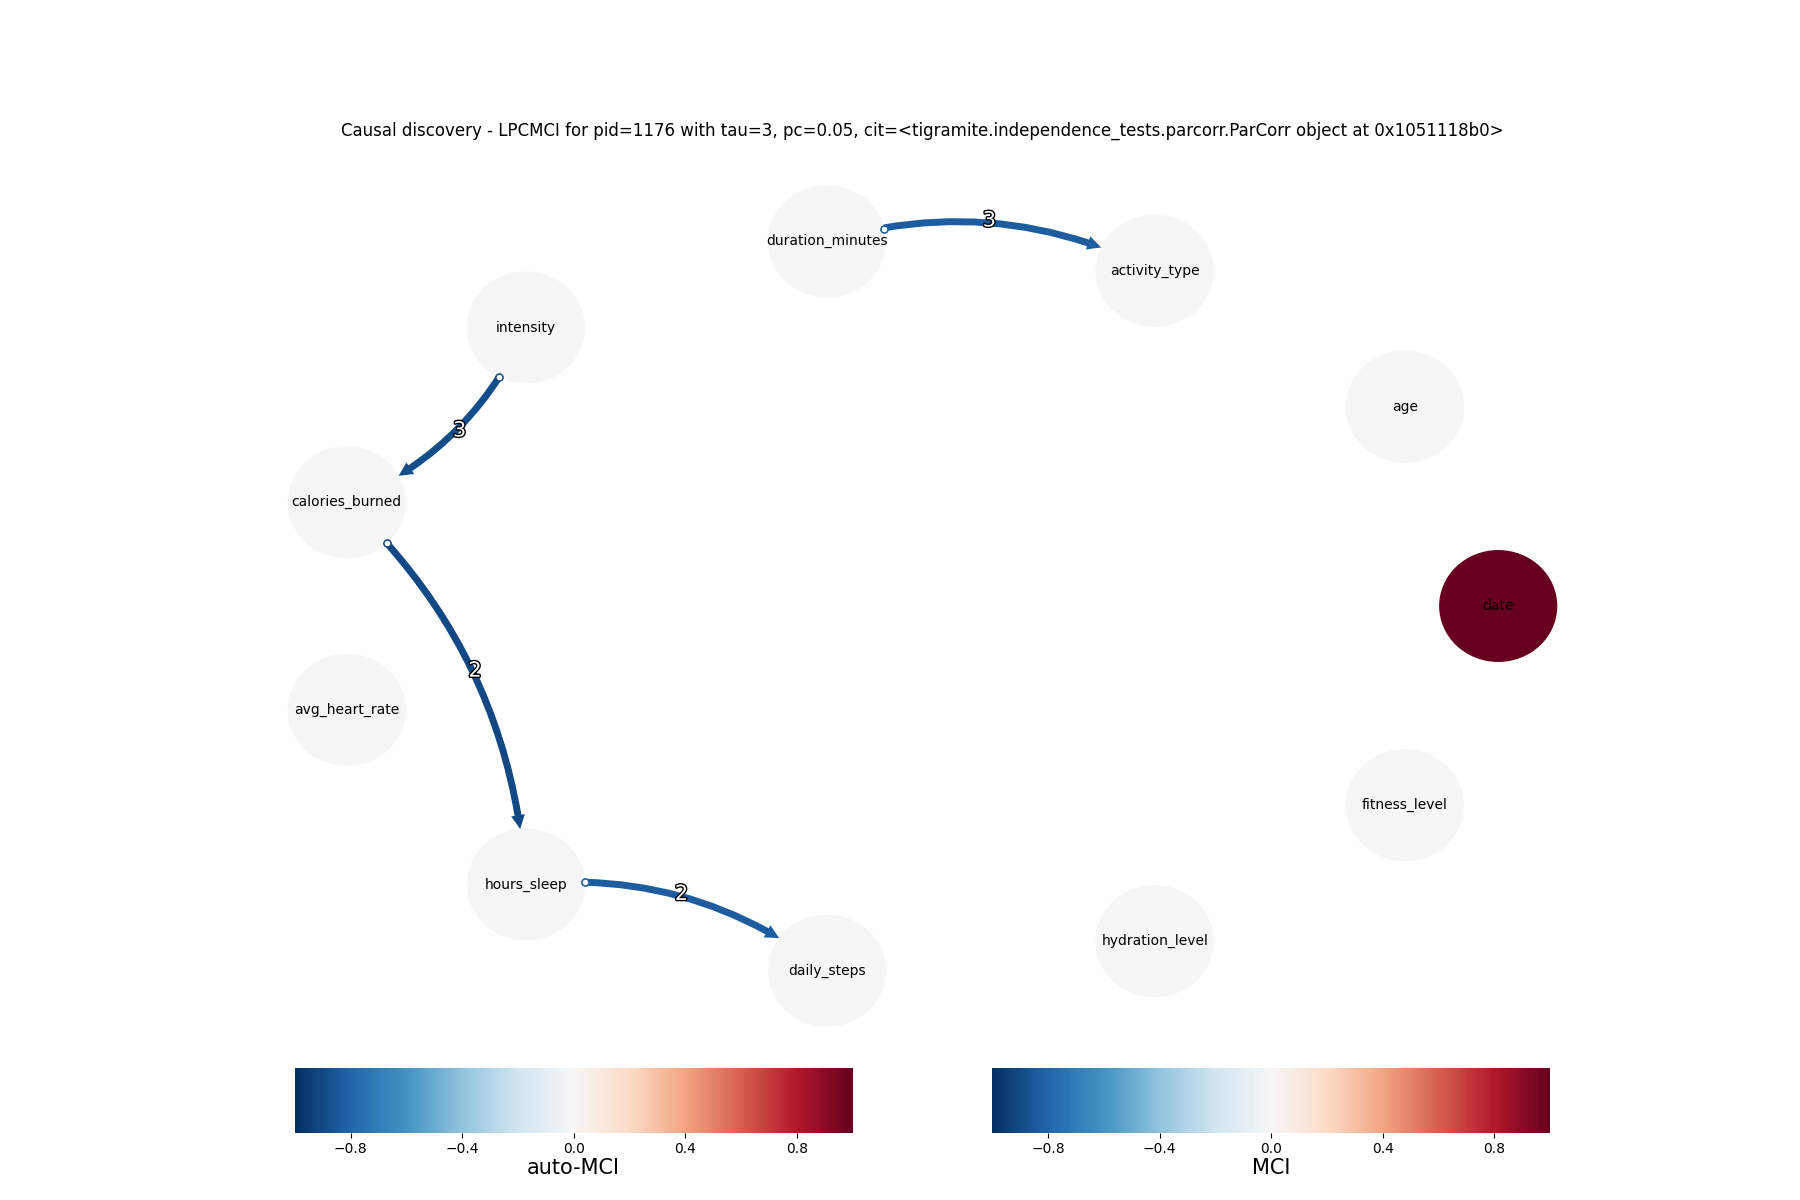 Causal discovery - LPCMCI for pid=1176 with tau=3, pc=0.05, cit=<tigramite.independence_tests.parcorr.ParCorr object at 0x1051118b0>
3
duration_minutes
activity_type
intensity
age
3
calories_burned
date
2
avg_heart_rate
fitness_level
hours_sleep
2
hydration_level
daily_steps
−0.8 −0.4 0.0 0.4 0.8
auto-MCI
−0.8 −0.4 0.0 0.4 0.8
MCI